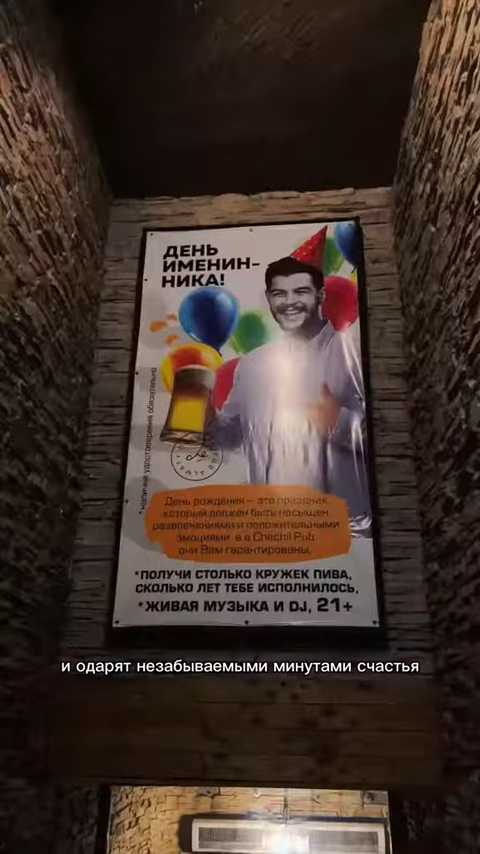 ДЕНЬ
ИМЕНИН-
НИКА!
*наличие удостоверения обязательно
День рождения – это праздник,
который должен быть насыщен
развлечениями и положительными
эмоциями в в Chechil Pub
они Вам гарантированы.
*ПОЛУЧИ СТОЛЬКО КРУЖЕК ПИВА,
СКОЛЬКО ЛЕТ ТЕБЕ ИСПОЛНИЛОСЬ,
*ЖИВАЯ МУЗЫКА И DJ, 21+
и одарят незабываемыми минутами счастья